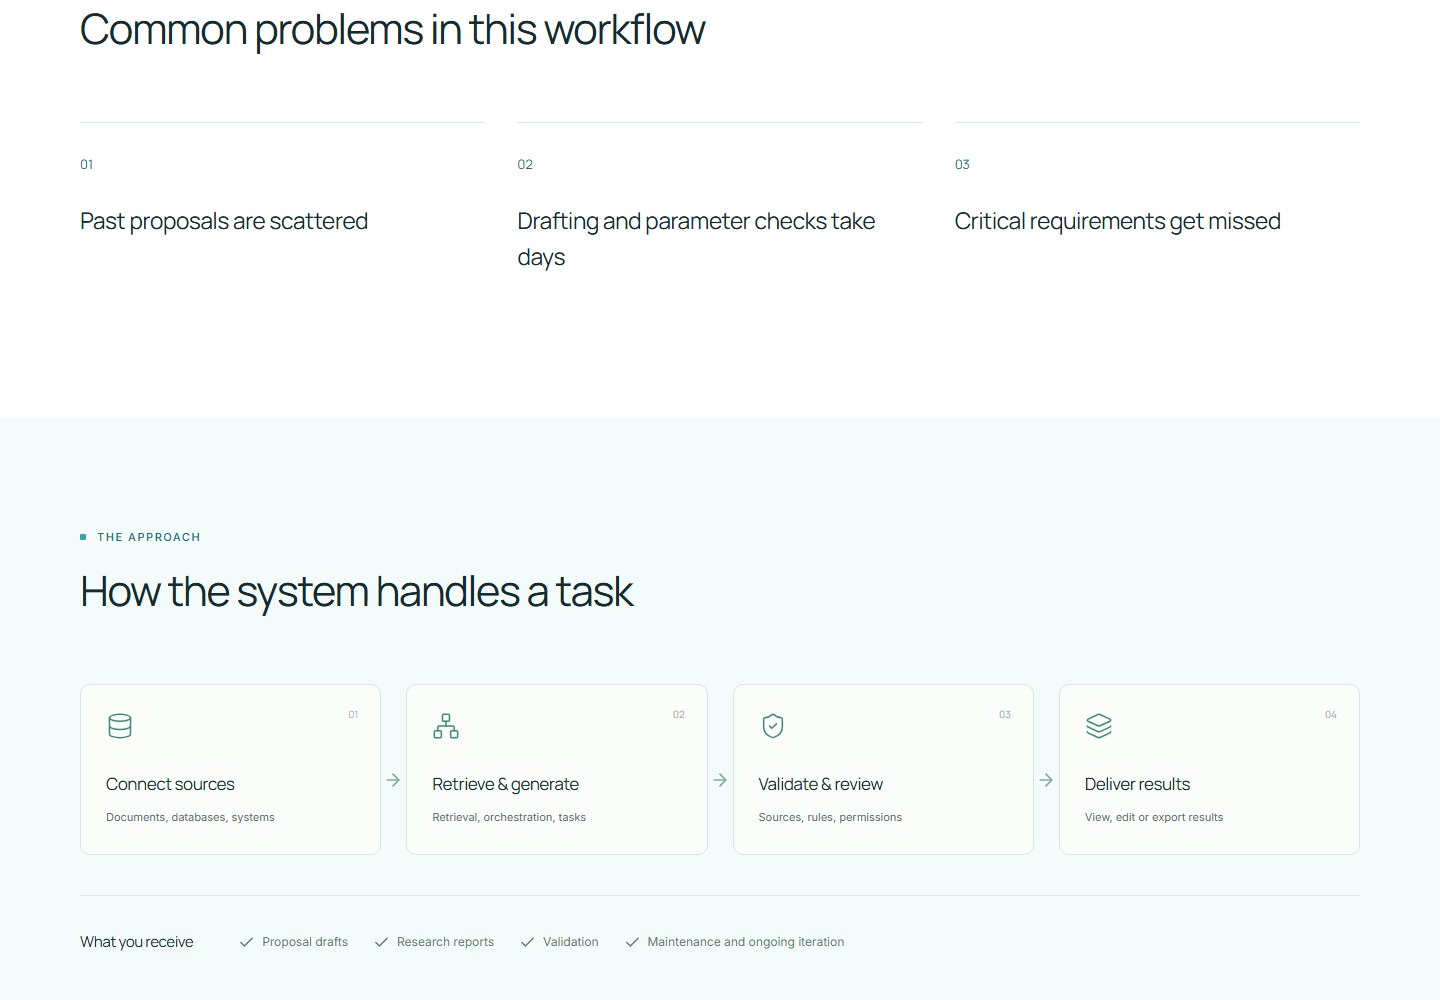 Common problems in this workflow
01
Past proposals are scattered
02
Drafting and parameter checks take
days
03
Critical requirements get missed
THE APPROACH
How the system handles a task
01
Connect sources
Documents, databases, systems
02
Retrieve & generate
Retrieval, orchestration, tasks
03
Validate & review
Sources, rules, permissions
04
Deliver results
View, edit or export results
What you receive
Proposal drafts
Research reports
Validation
Maintenance and ongoing iteration